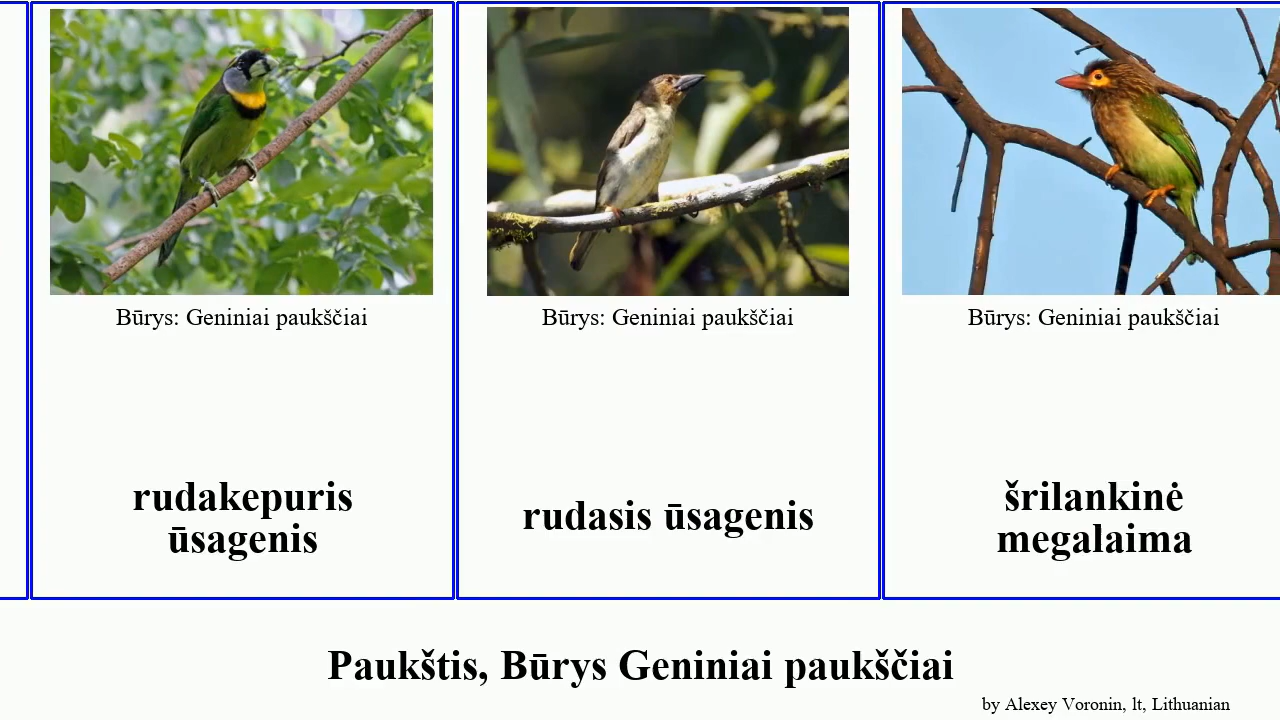 Būrys: Geniniai paukščiai
rudakepuris
ūsagenis
Būrys: Geniniai paukščiai
rudasis ūsagenis
Būrys: Geniniai paukščiai
šrilankinė
megalaima
Paukštis, Būrys Geniniai paukščiai
by Alexey Voronin, lt, Lithuanian